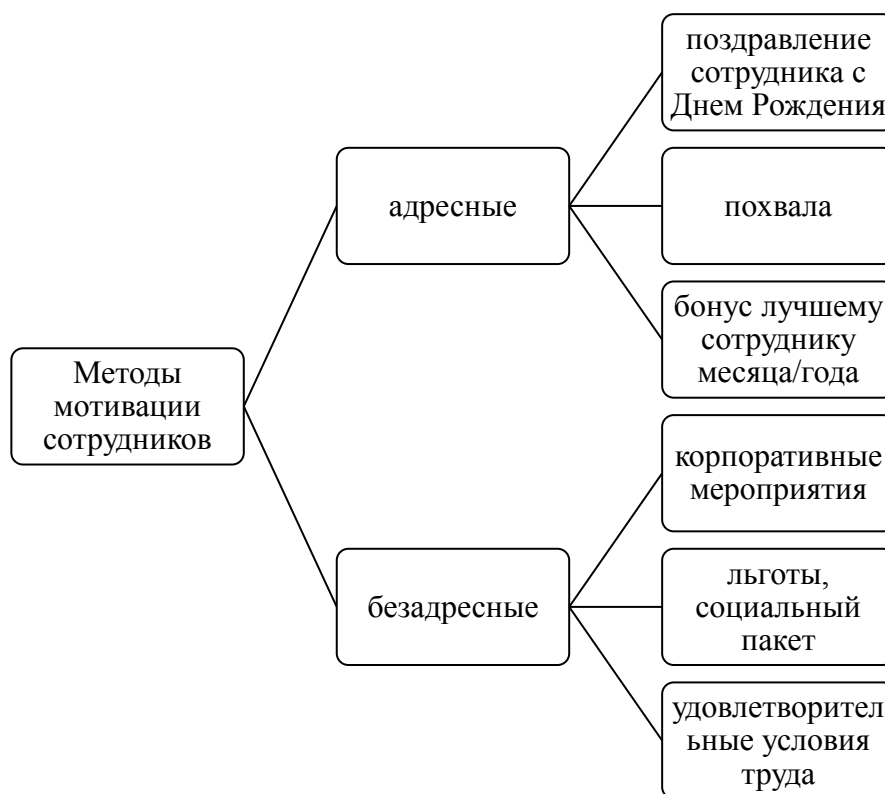 Методы
мотивации
сотрудников
адресные
поздравление
сотрудника с
Днем Рождения
похвала
бонус лучшему
сотруднику
месяца/года
безадресные
корпоративные
мероприятия
льготы,
социальный
пакет
удовлетворител
ьные условия
труда